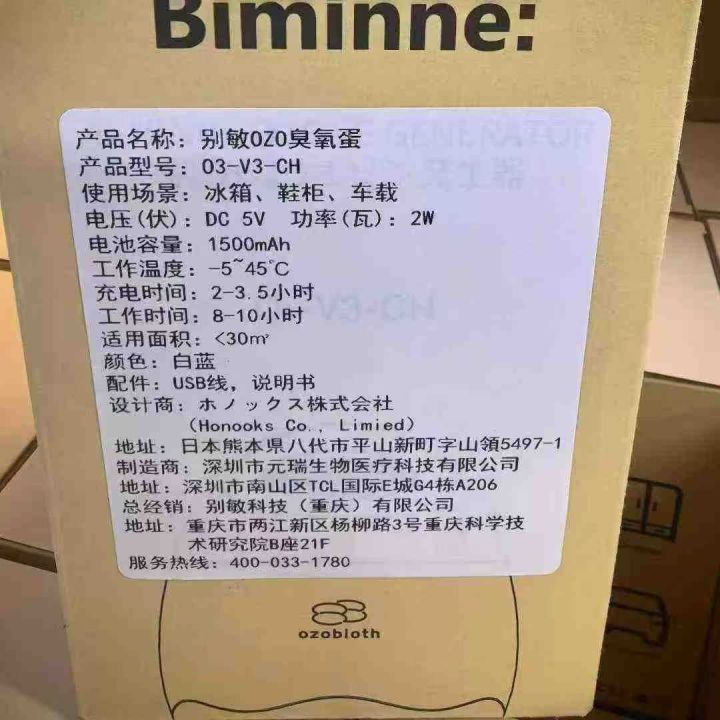 Biminne:
产品名称: 别敏OZO臭氧蛋
产品型号: O3-V3-CH
使用场景: 冰箱、鞋柜、车载
电压(伏): DC 5V 功率(瓦): 2W
电池容量: 1500mAh
工作温度: -5~45℃
充电时间: 2-3.5小时
工作时间: 8-10小时
适用面积: <30㎡
颜色: 白蓝
配件: USB线, 说明书
设计商: ホノックス株式会社
(Honooks Co., Limied)
地址: 日本熊本県八代市平山新町字山領5497-1
制造商: 深圳市元瑞生物医疗科技有限公司
地址: 深圳市南山区TCL国际E城G4栋A206
总经销: 别敏科技(重庆)有限公司
地址: 重庆市两江新区杨柳路3号重庆科学技
术研究院B座21F
服务热线: 400-033-1780
ozobioth